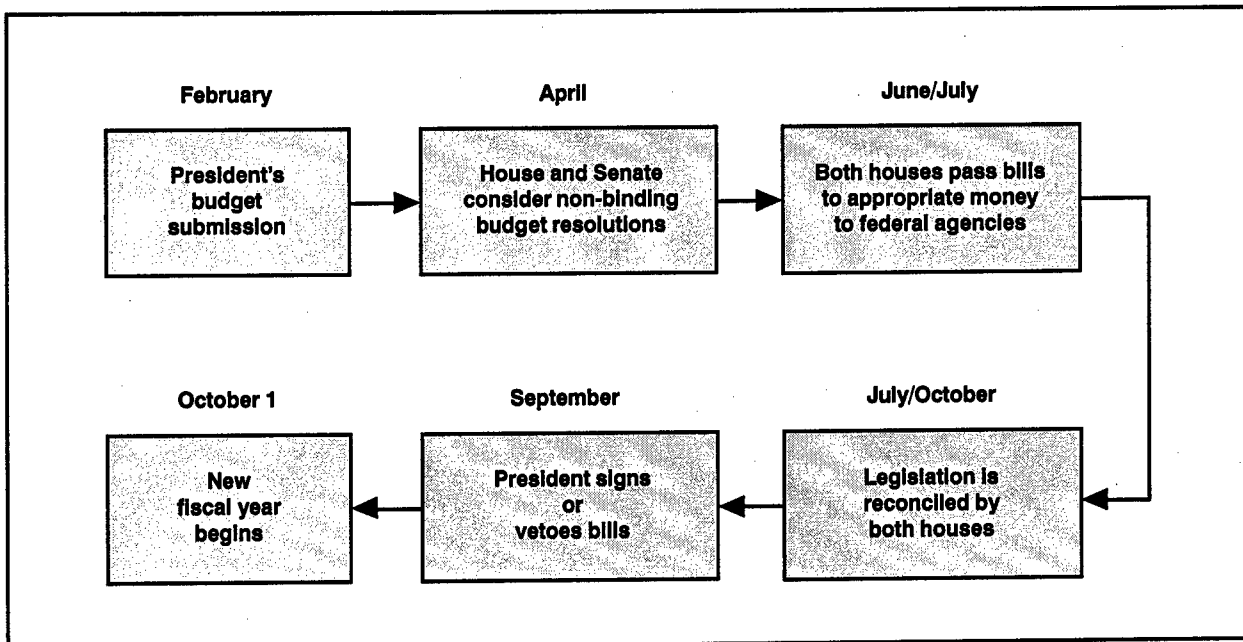 February
President's
budget
submission
April
House and Senate
consider non-binding
budget resolutions
June/July
Both houses pass bills
to appropriate money
to federal agencies
July/October
Legislation is
reconciled by
both houses
September
President signs
or
vetoes bills
October 1
New
fiscal year
begins